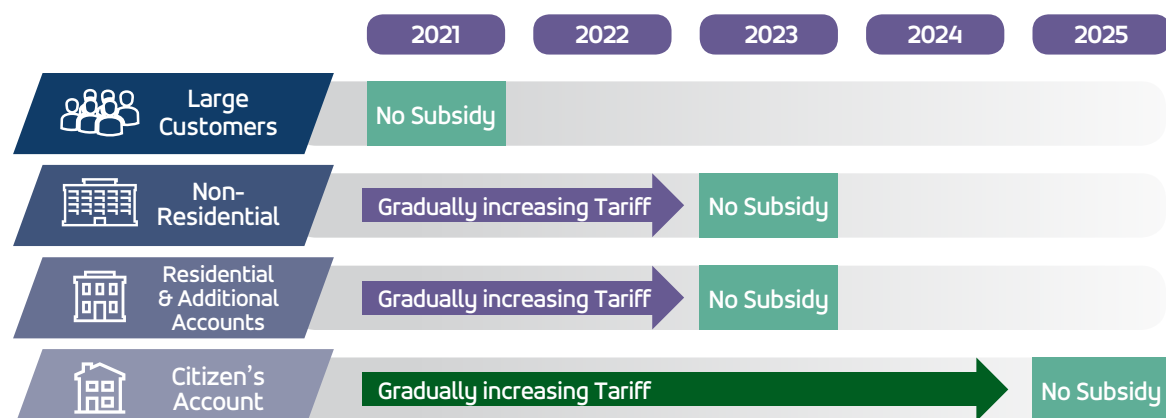 2021 2022 2023 2024 2025
Large
Customers
No Subsidy
Non-
Residential
Gradually increasing Tariff
No Subsidy
Residential
& Additional
Accounts
Gradually increasing Tariff
No Subsidy
Citizen’s
Account
Gradually increasing Tariff
No Subsidy